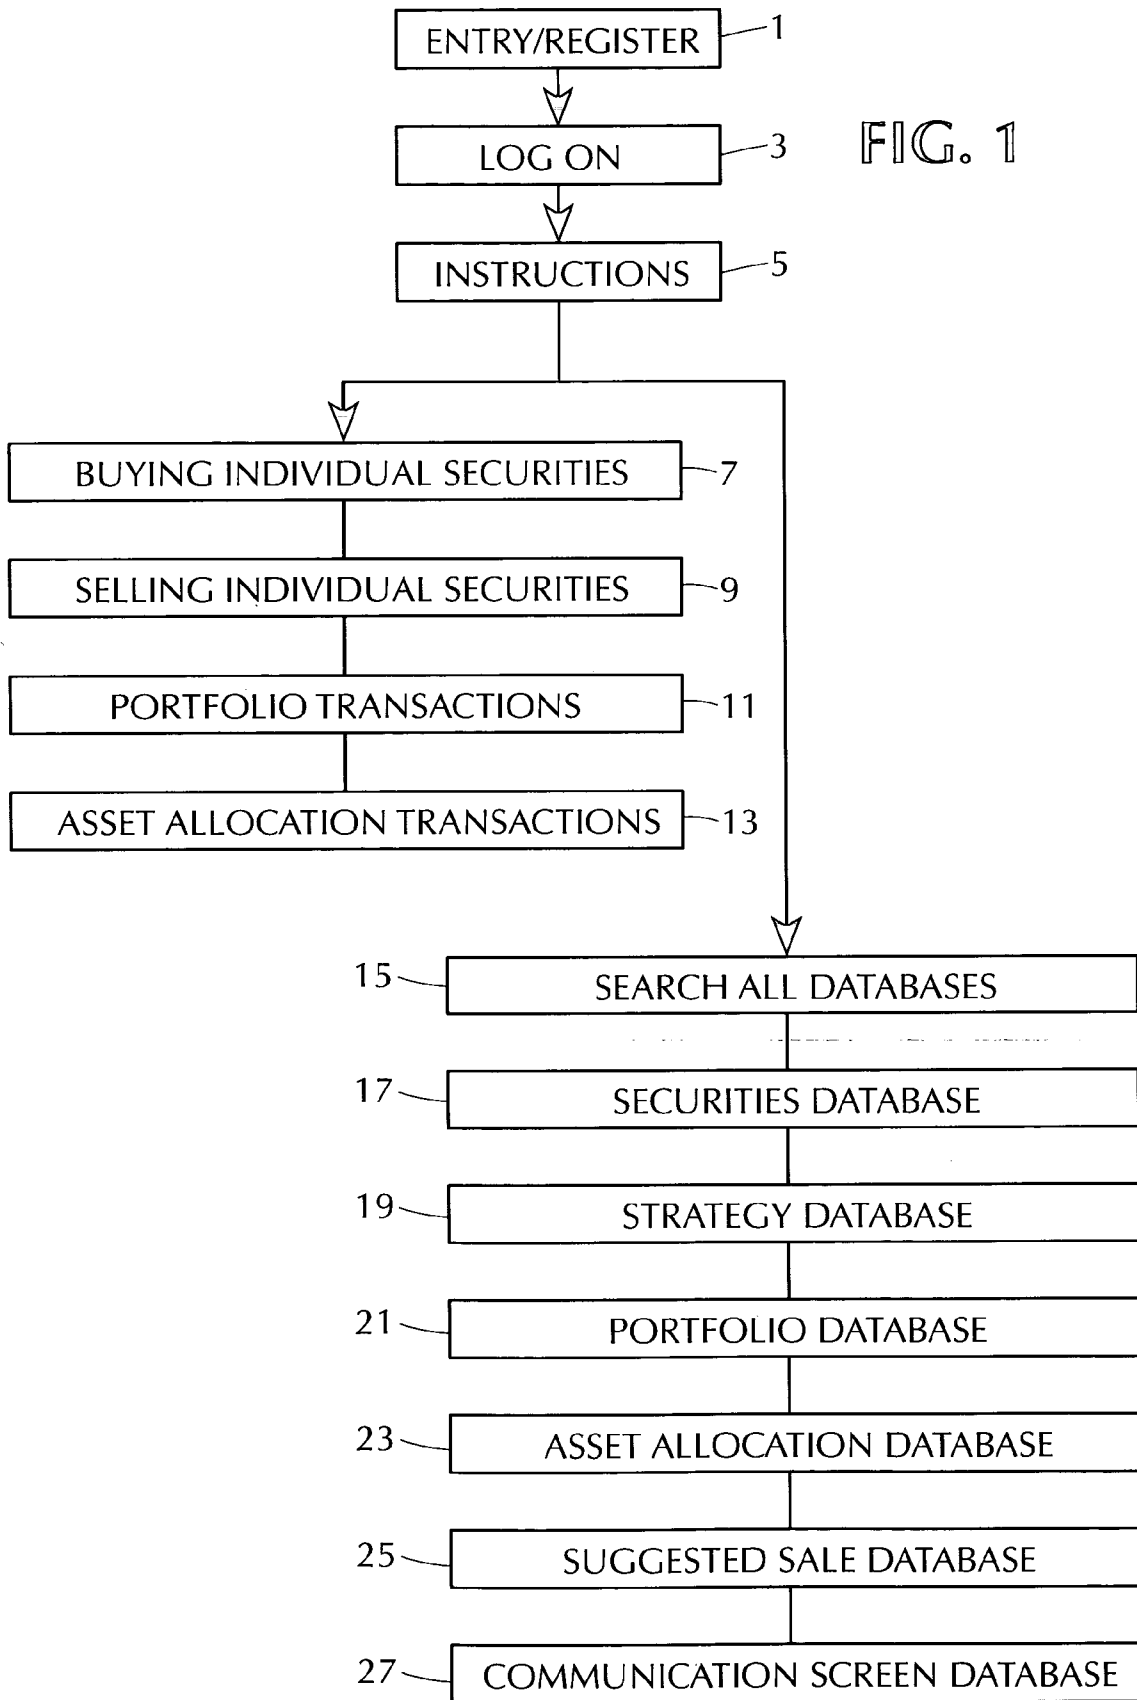 ENTRY/REGISTER 1
LOG ON 3
FIG. 1
INSTRUCTIONS 5
BUYING INDIVIDUAL SECURITIES 7
SELLING INDIVIDUAL SECURITIES 9
PORTFOLIO TRANSACTIONS 11
ASSET ALLOCATION TRANSACTIONS 13
15 SEARCH ALL DATABASES
17 SECURITIES DATABASE
19 STRATEGY DATABASE
21 PORTFOLIO DATABASE
23 ASSET ALLOCATION DATABASE
25 SUGGESTED SALE DATABASE
27 COMMUNICATION SCREEN DATABASE